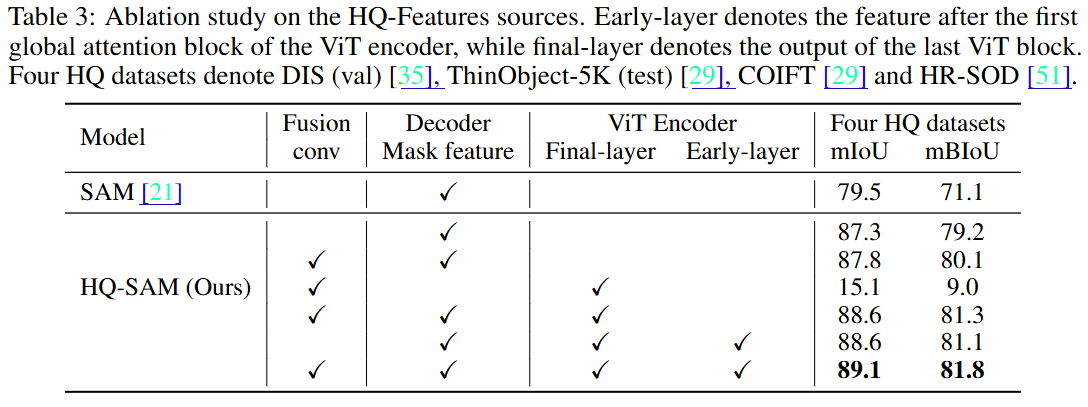 Table 3: Ablation study on the HQ-Features sources. Early-layer denotes the feature after the first
global attention block of the ViT encoder, while final-layer denotes the output of the last ViT block.
Four HQ datasets denote DIS (val) [35], ThinObject-5K (test) [29], COIFT [29] and HR-SOD [51].
Model Fusion conv Decoder Mask feature ViT Encoder Four HQ datasets
Final-layer Early-layer mIoU mBIoU
SAM [21] ✓ 79.5 71.1
✓ 87.3 79.2
✓ ✓ 87.8 80.1
HQ-SAM (Ours) ✓ ✓ 15.1 9.0
✓ ✓ ✓ 88.6 81.3
✓ ✓ ✓ 88.6 81.1
✓ ✓ ✓ ✓ 89.1 81.8